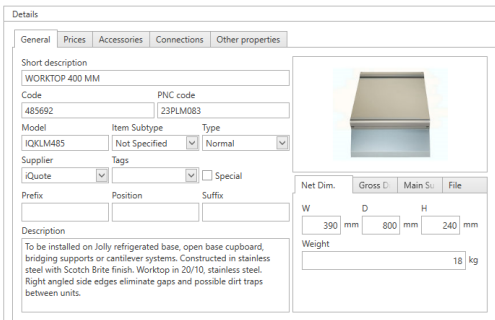 Details
General Prices Accessories Connections Other properties
Short description
WORKTOP 400 MM
Code PNC code
485692 23PLM083
Model Item Subtype Type
IQKLM485 Not Specified Normal
Supplier Tags
iQuote Special
Prefix Position Suffix
Description
To be installed on Jolly refrigerated base, open base cupboard,
bridging supports or cantilever systems. Constructed in stainless
steel with Scotch Brite finish. Worktop in 20/10, stainless steel.
Right angled side edges eliminate gaps and possible dirt traps
between units.
Net Dim. Gross D Main Su File
W D H
390 mm 800 mm 240 mm
Weight
18 kg